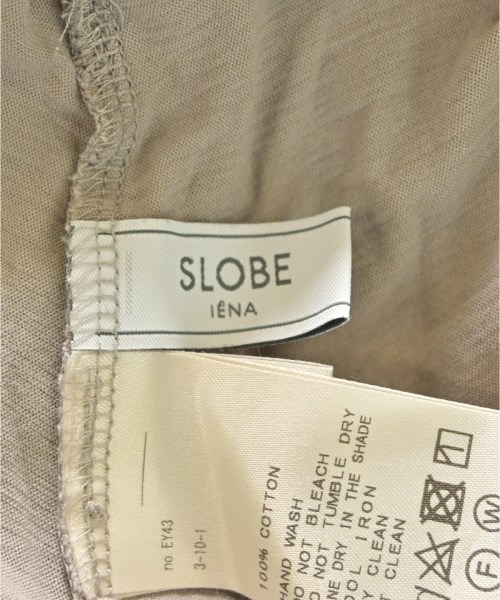 SLOBE
IÉNA
no EY43
3-10-1
100% COTTON
HAND WASH
DO NOT BLEACH
DO NOT TUMBLE DRY
LINE DRY IN THE SHADE
COOL IRON
DRY CLEAN
WET CLEAN
F W